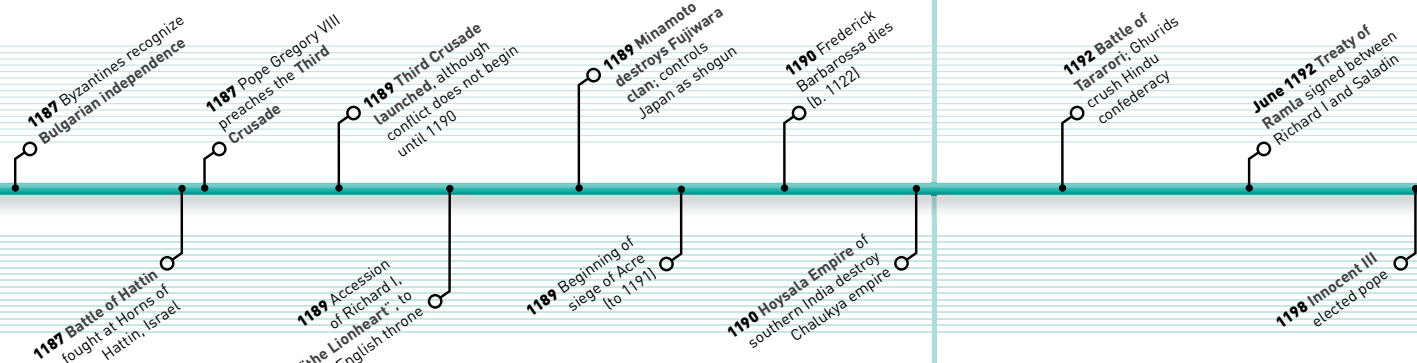 1187 Byzantines recognize
Bulgarian independence
1187 Battle of Hattin
fought at Horns of
Hattin, Israel
1187 Pope Gregory VIII
preaches the Third
Crusade
1189 Third Crusade
launched, although
conflict does not begin
until 1190
1189 Accession
of Richard I,
"the Lionheart", to
English throne
1189 Minamoto
destroys Fujiwara
clan; controls
Japan as shogun
1189 Beginning of
siege of Acre
(to 1191)
1190 Frederick
Barbarossa dies
(b. 1122)
1190 Hoysala Empire of
southern India destroy
Chalukya empire
1192 Battle of
Tararori; Ghurids
crush Hindu
confederacy
June 1192 Treaty of
Ramla signed between
Richard I and Saladin
1198 Innocent III
elected pope